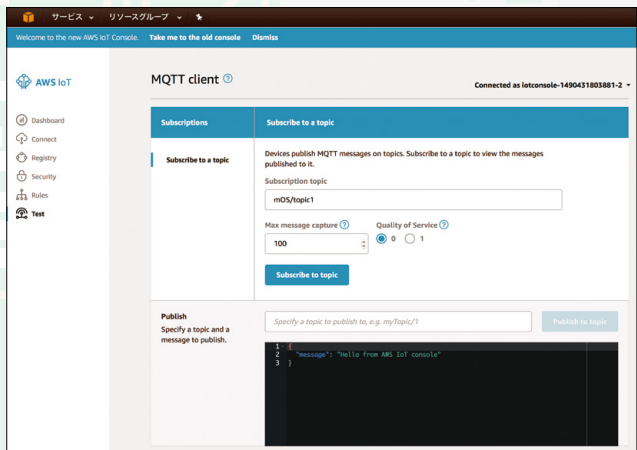 サービス リソースグループ
Welcome to the new AWS IoT Console. Take me to the old console Dismiss
AWS IoT
MQTT client
Connected as iotconsole-1490431803881-2
Dashboard
Connect
Registry
Security
Rules
Test
Subscriptions
Subscribe to a topic
Subscribe to a topic
Devices publish MQTT messages on topics. Subscribe to a topic to view the messages
published to it.
Subscription topic
mOS/topic1
Max message capture
Quality of Service
100
0 1
Subscribe to topic
Publish
Specify a topic and a
message to publish.
Specify a topic to publish to, e.g. myTopic/1
Publish to topic
1 {
2 "message": "Hello from AWS IoT console"
3 }